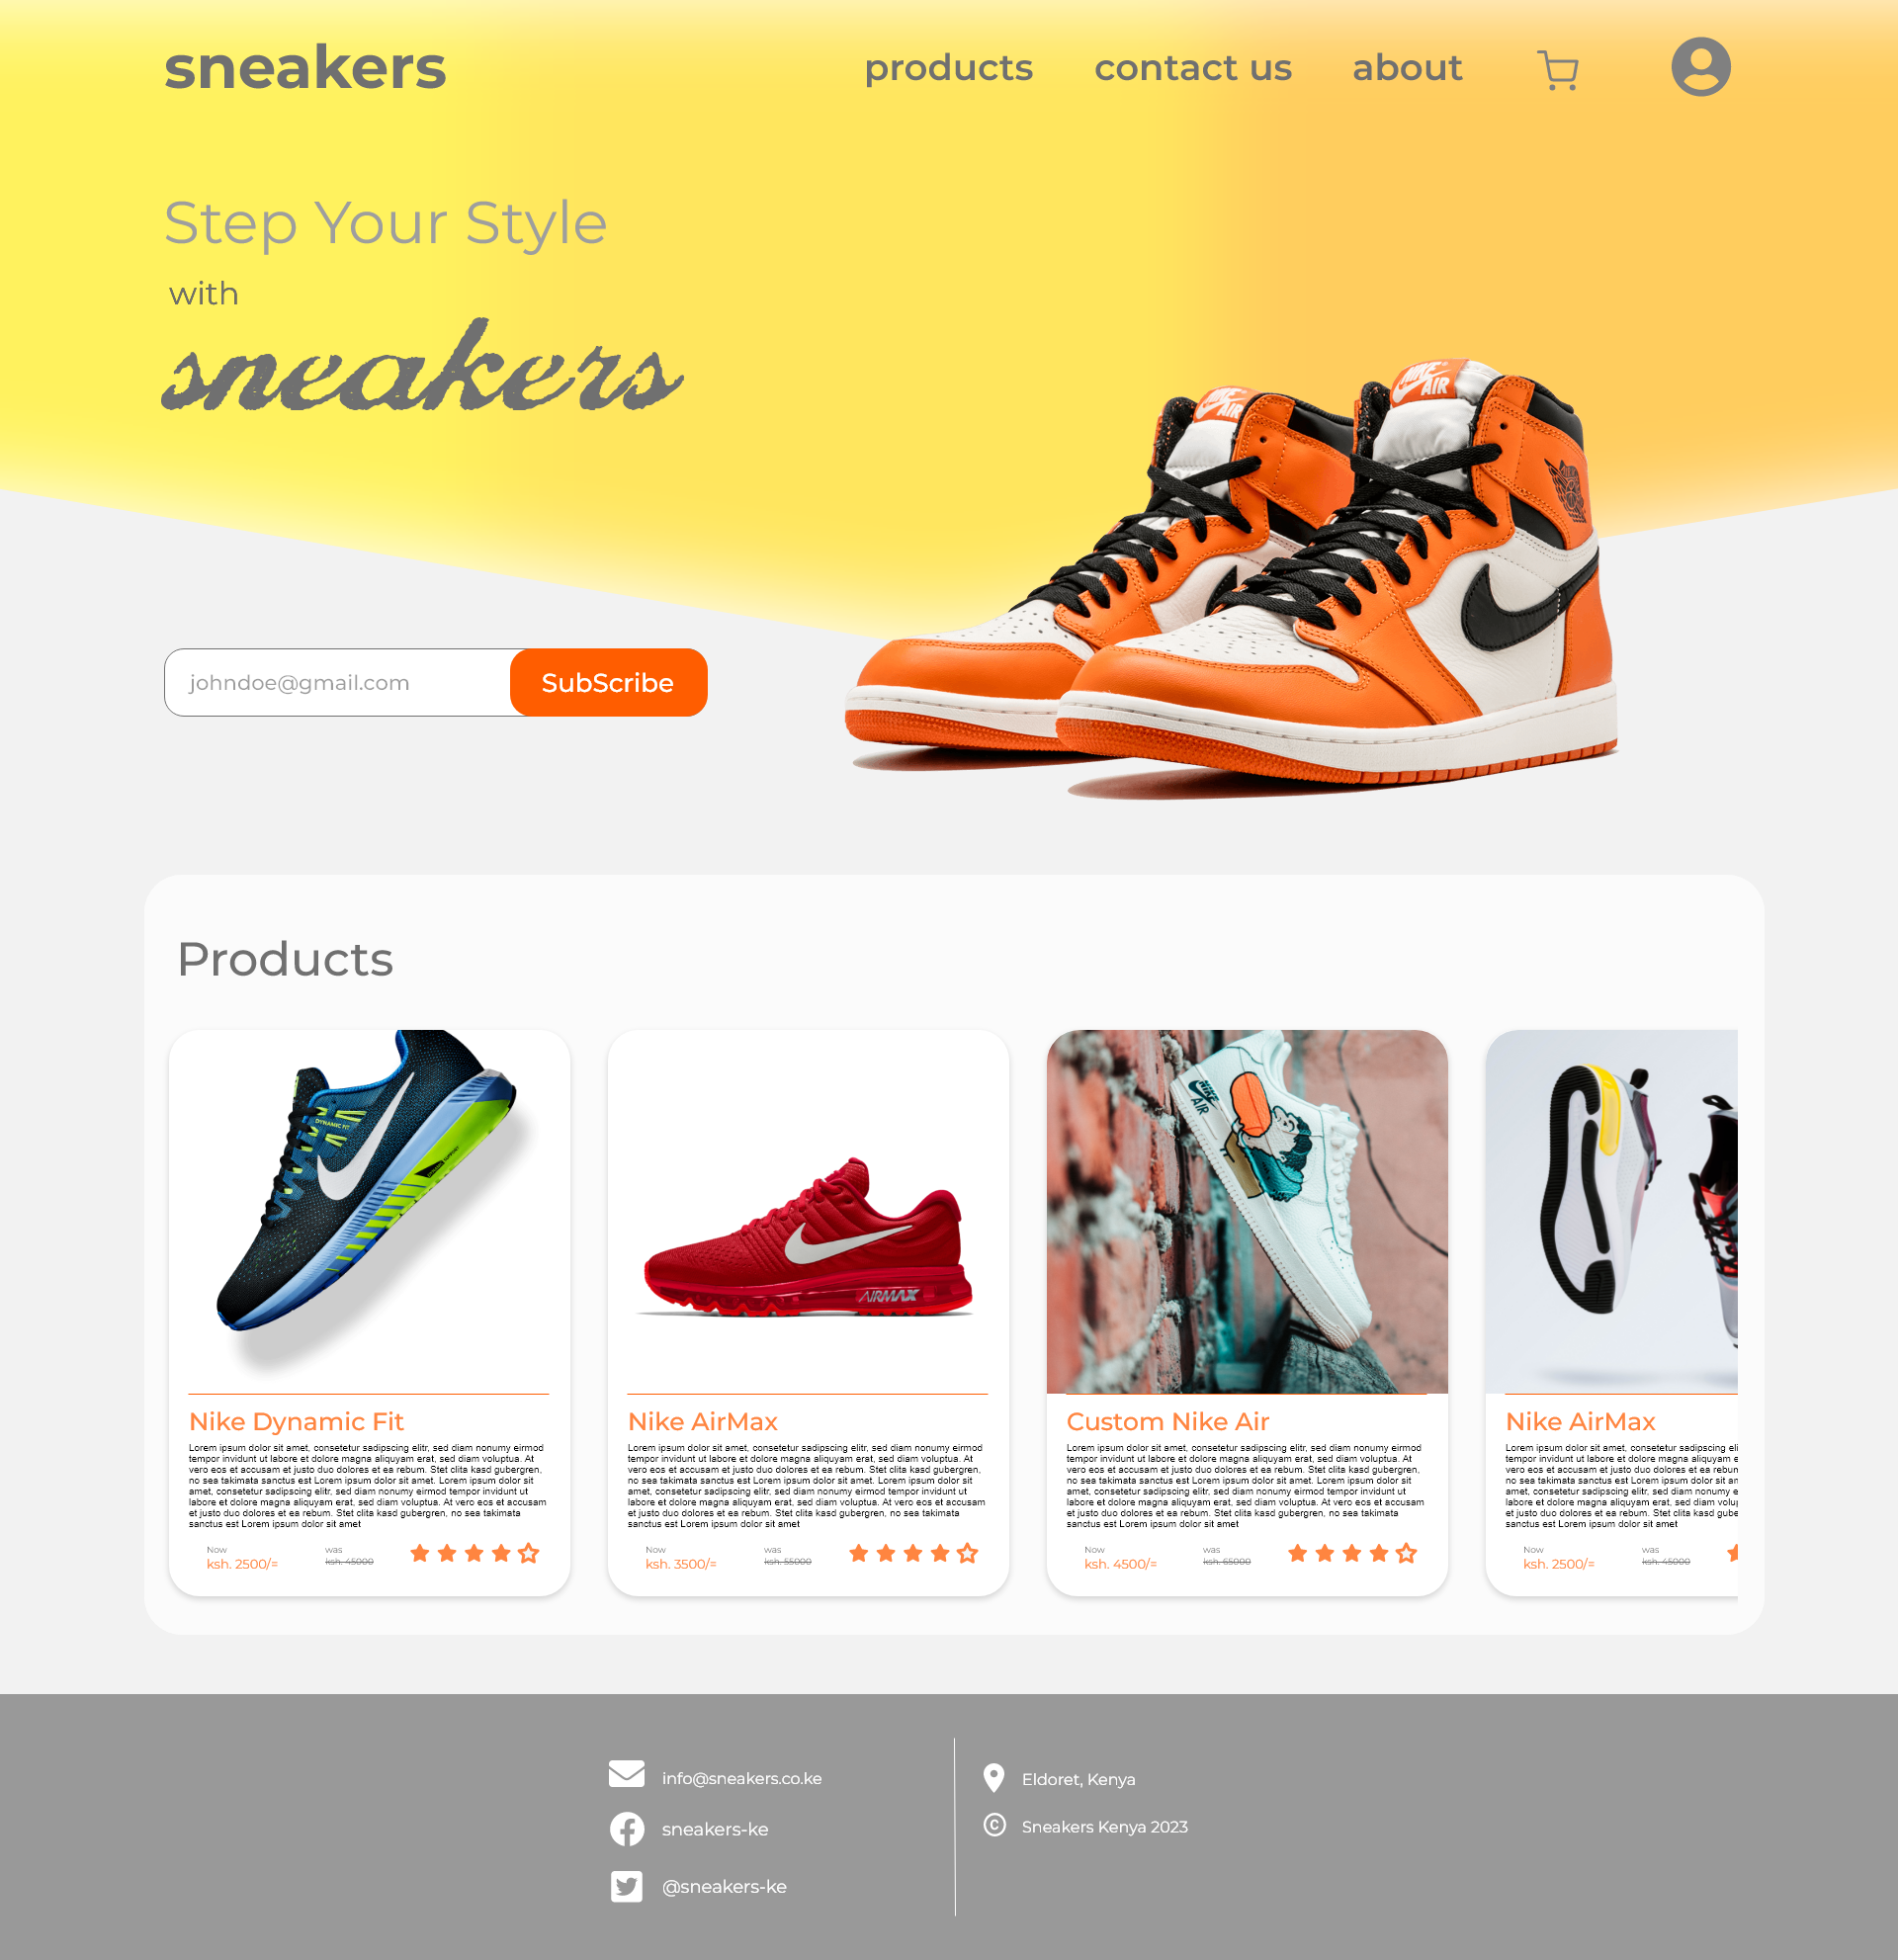 sneakers
products contact us about
Step Your Style
with
sneakers
NIKE AIR
NIKE AIR
johndoe@gmail.com
SubScribe
Products
DYNAMIC FIT
AIRMAX
NIKE AIR
Nike Dynamic Fit
Lorem ipsum dolor sit amet, consetetur sadipscing elitr, sed diam nonumy eirmod
tempor invidunt ut labore et dolore magna aliquyam erat, sed diam voluptua. At
vero eos et accusam et justo duo dolores et ea rebum. Stet clita kasd gubergren,
no sea takimata sanctus est Lorem ipsum dolor sit amet. Lorem ipsum dolor sit
amet, consetetur sadipscing elitr, sed diam nonumy eirmod tempor invidunt ut
labore et dolore magna aliquyam erat, sed diam voluptua. At vero eos et accusam
et justo duo dolores et ea rebum. Stet clita kasd gubergren, no sea takimata
sanctus est Lorem ipsum dolor sit amet
Now was
ksh. 2500/= ksh. 45000
Nike AirMax
Lorem ipsum dolor sit amet, consetetur sadipscing elitr, sed diam nonumy eirmod
tempor invidunt ut labore et dolore magna aliquyam erat, sed diam voluptua. At
vero eos et accusam et justo duo dolores et ea rebum. Stet clita kasd gubergren,
no sea takimata sanctus est Lorem ipsum dolor sit amet. Lorem ipsum dolor sit
amet, consetetur sadipscing elitr, sed diam nonumy eirmod tempor invidunt ut
labore et dolore magna aliquyam erat, sed diam voluptua. At vero eos et accusam
et justo duo dolores et ea rebum. Stet clita kasd gubergren, no sea takimata
sanctus est Lorem ipsum dolor sit amet
Now was
ksh. 3500/= ksh. 55000
Custom Nike Air
Lorem ipsum dolor sit amet, consetetur sadipscing elitr, sed diam nonumy eirmod
tempor invidunt ut labore et dolore magna aliquyam erat, sed diam voluptua. At
vero eos et accusam et justo duo dolores et ea rebum. Stet clita kasd gubergren,
no sea takimata sanctus est Lorem ipsum dolor sit amet. Lorem ipsum dolor sit
amet, consetetur sadipscing elitr, sed diam nonumy eirmod tempor invidunt ut
labore et dolore magna aliquyam erat, sed diam voluptua. At vero eos et accusam
et justo duo dolores et ea rebum. Stet clita kasd gubergren, no sea takimata
sanctus est Lorem ipsum dolor sit amet
Now was
ksh. 4500/= ksh. 65000
Nike AirMax
Lorem ipsum dolor sit amet, consetetur sadipscing
tempor invidunt ut labore et dolore magna aliquyam
vero eos et accusam et justo duo dolores et ea
no sea takimata sanctus est Lorem ipsum dolor sit
amet, consetetur sadipscing elitr, sed diam nonumy
labore et dolore magna aliquyam erat, sed diam
et justo duo dolores et ea rebum. Stet clita kasd
sanctus est Lorem ipsum dolor sit amet
Now was
ksh. 2500/= ksh. 45000
info@sneakers.co.ke
sneakers-ke
@sneakers-ke
Eldoret, Kenya
© Sneakers Kenya 2023